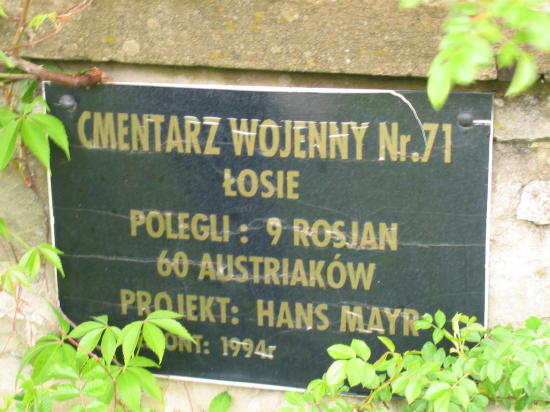 CMENTARZ WOJENNY Nr.71
ŁOSIE
POLEGLI : 9 ROSJAN
60 AUSTRIAKÓW
PROJEKT: HANS MAYR
ONT: 1994r